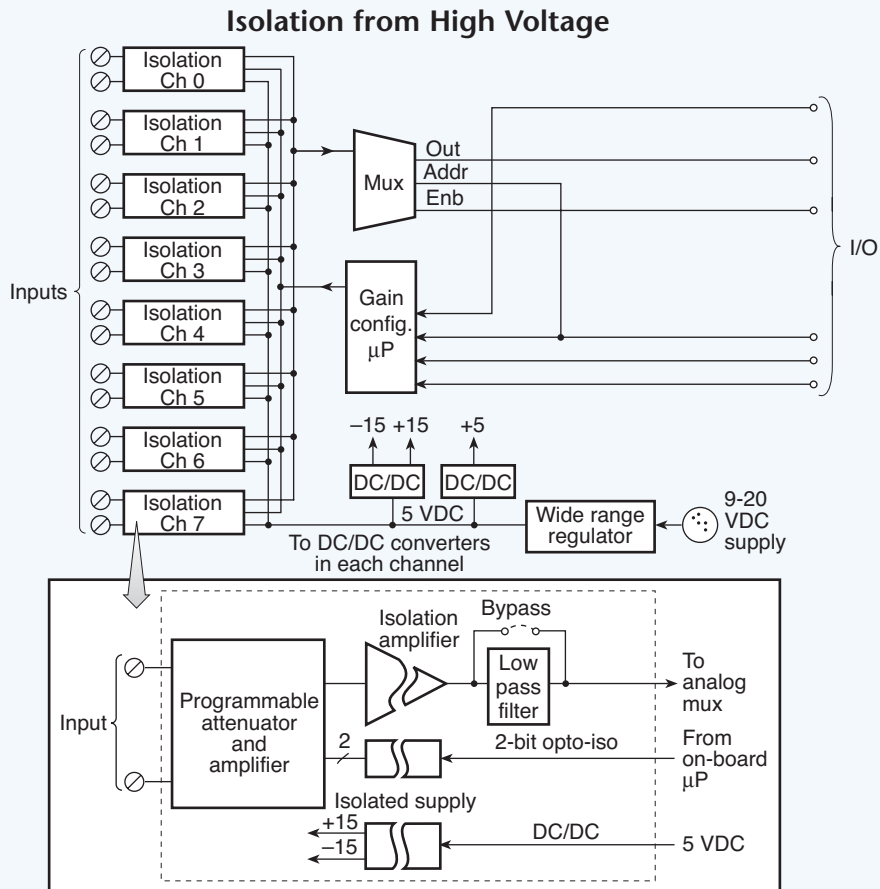 Isolation from High Voltage
Isolation
Ch 0
Isolation
Ch 1
Isolation
Ch 2
Isolation
Ch 3
Isolation
Ch 4
Isolation
Ch 5
Isolation
Ch 6
Isolation
Ch 7
Inputs
Mux
Out
Addr
Enb
I/O
Gain
config.
µP
–15 +15
+5
DC/DC
DC/DC
5 VDC
Wide range
regulator
9-20
VDC
supply
To DC/DC converters
in each channel
Input
Programmable
attenuator
and
amplifier
Isolation
amplifier
Bypass
Low
pass
filter
To
analog
mux
2
2-bit opto-iso
From
on-board
µP
Isolated supply
+15
–15
DC/DC
5 VDC